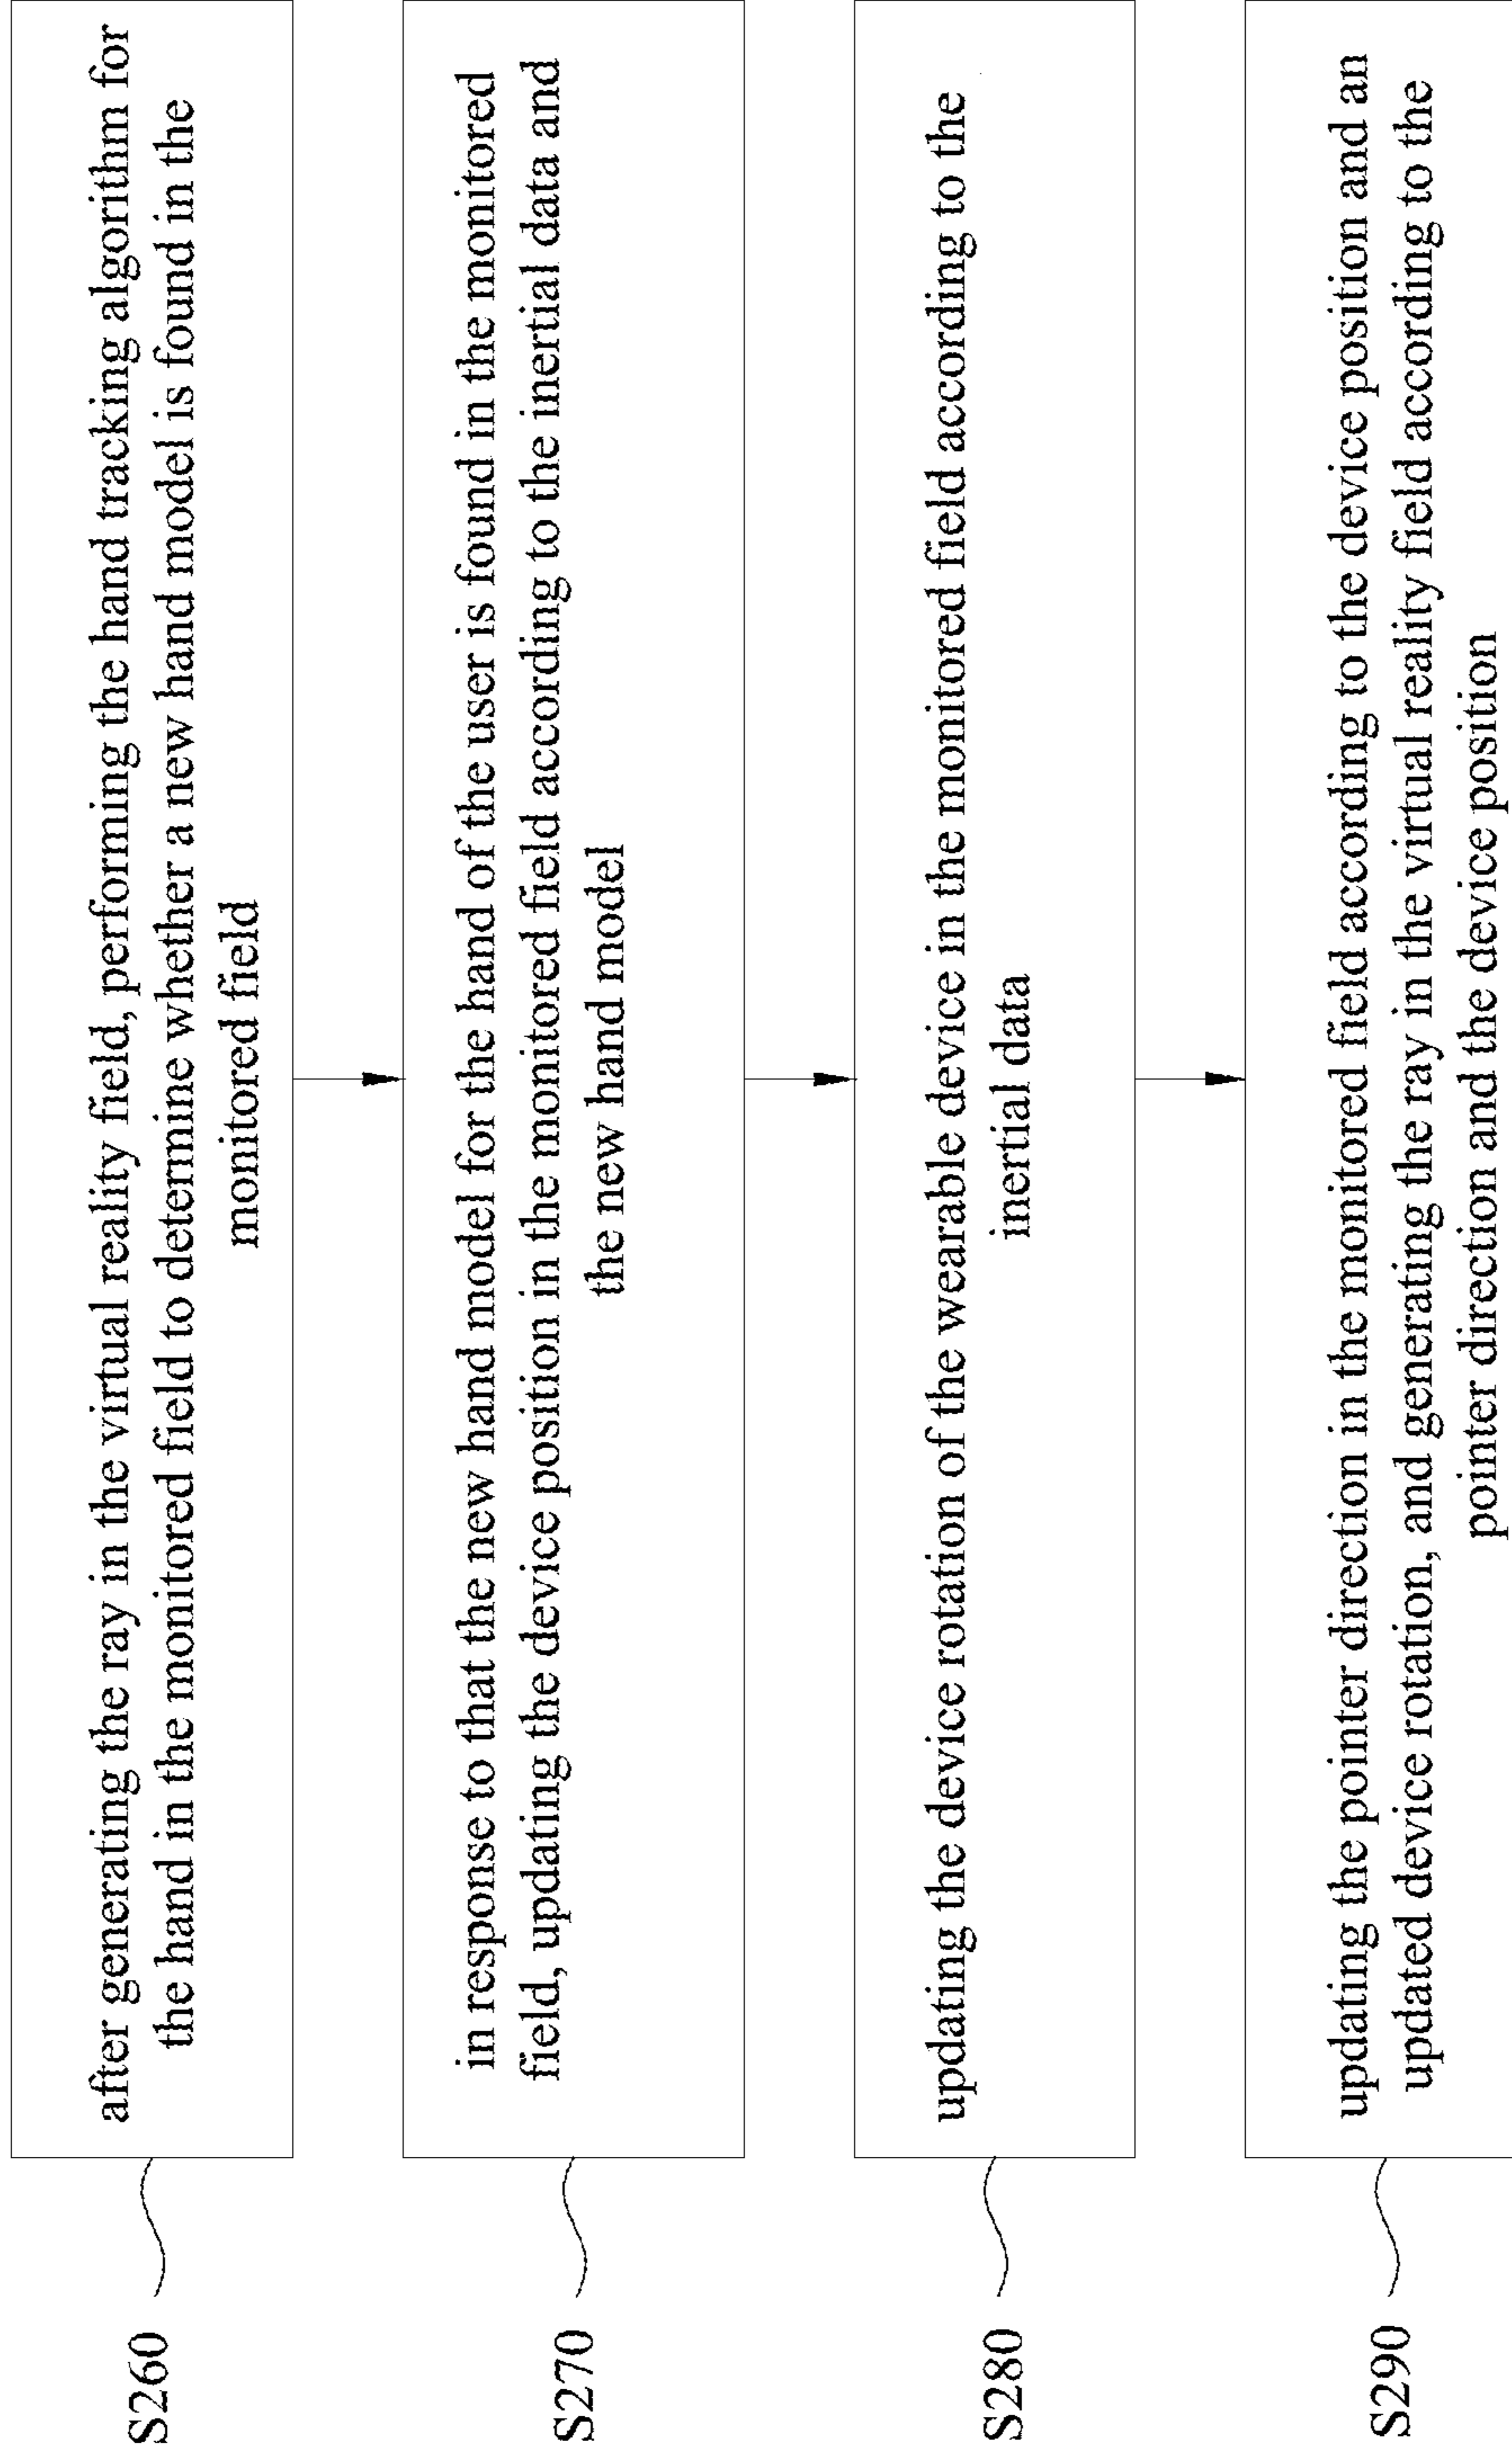 S260
after generating the ray in the virtual reality field, performing the hand tracking algorithm for
the hand in the monitored field to determine whether a new hand model is found in the
monitored field
S270
in response to that the new hand model for the hand of the user is found in the monitored
field, updating the device position in the monitored field according to the inertial data and
the new hand model
S280
updating the device rotation of the wearable device in the monitored field according to the
inertial data
S290
updating the pointer direction in the monitored field according to the device position and an
updated device rotation, and generating the ray in the virtual reality field according to the
pointer direction and the device position